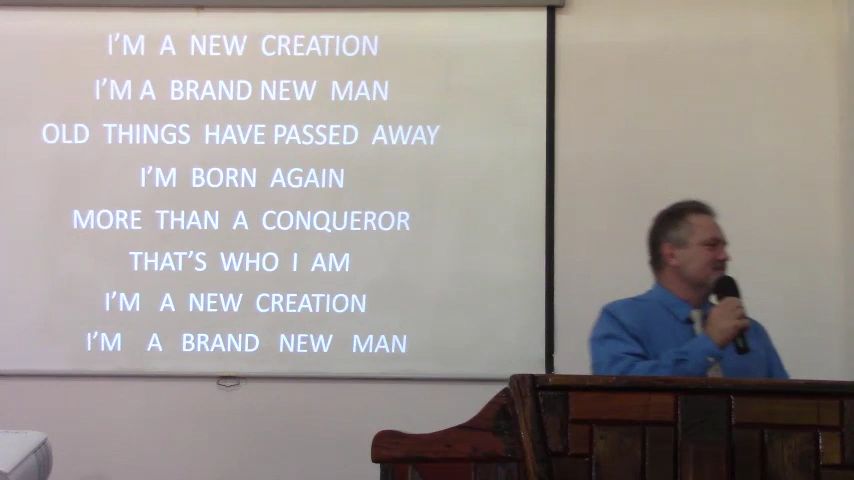 I'M A NEW CREATION
I'M A BRAND NEW MAN
OLD THINGS HAVE PASSED AWAY
I'M BORN AGAIN
MORE THAN A CONQUEROR
THAT'S WHO I AM
I'M A NEW CREATION
I'M A BRAND NEW MAN